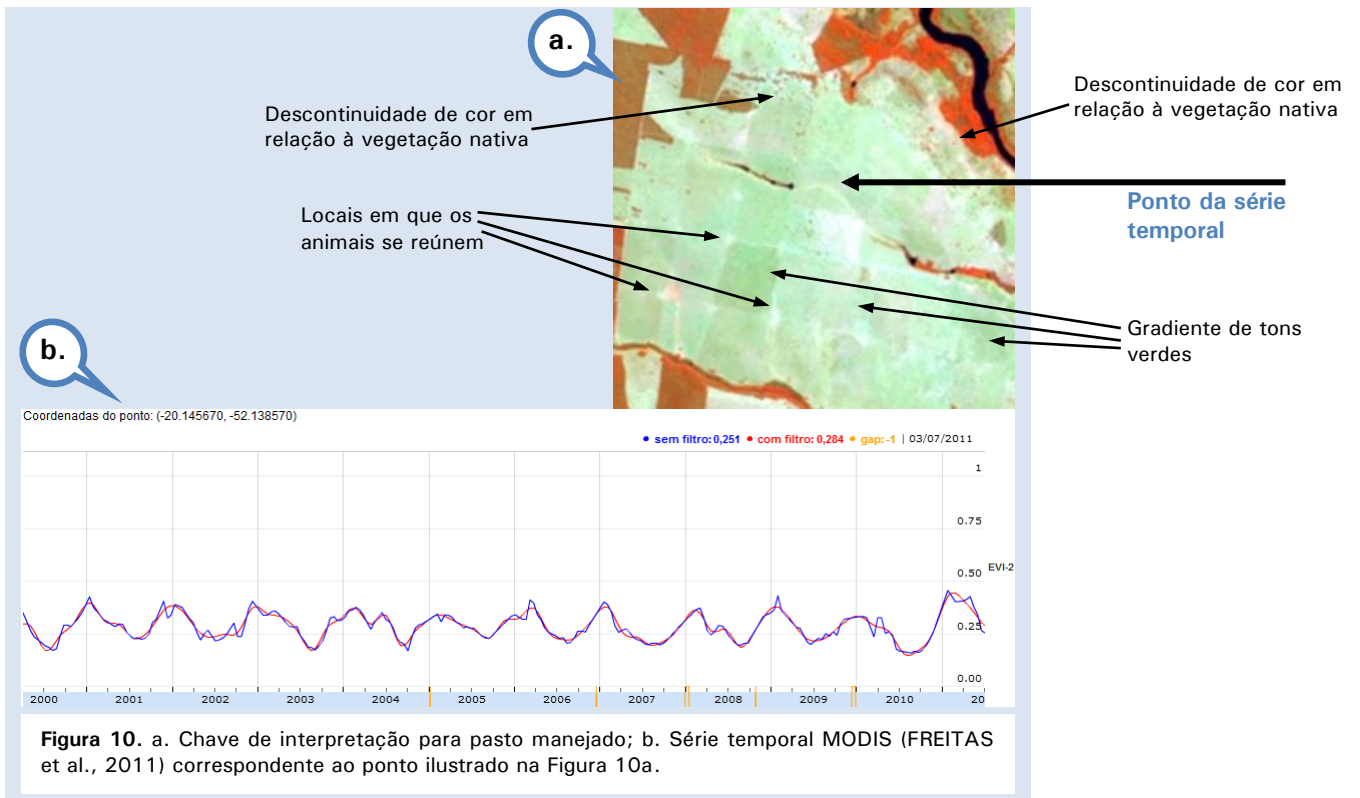 a.
Descontinuidade de cor em
relação à vegetação nativa
Descontinuidade de cor em
relação à vegetação nativa
Ponto da série
temporal
Locais em que os
animais se reúnem
Gradiente de tons
verdes
b.
Coordenadas do ponto: (-20.145670, -52.138570)
sem filtro: 0,251 com filtro: 0,284 gap: -1 | 03/07/2011
1
0.75
0.50 EVI-2
0.25
0.00
2000 2001 2002 2003 2004 2005 2006 2007 2008 2009 2010 20
Figura 10. a. Chave de interpretação para pasto manejado; b. Série temporal MODIS (FREITAS
et al., 2011) correspondente ao ponto ilustrado na Figura 10a.